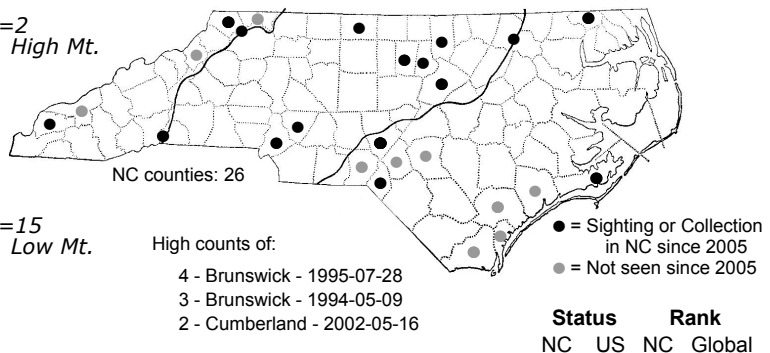 =2
High Mt.
NC counties: 26
=15
Low Mt.
High counts of:
4 - Brunswick - 1995-07-28
3 - Brunswick - 1994-05-09
2 - Cumberland - 2002-05-16
= Sighting or Collection
in NC since 2005
= Not seen since 2005
Status Rank
NC US NC Global